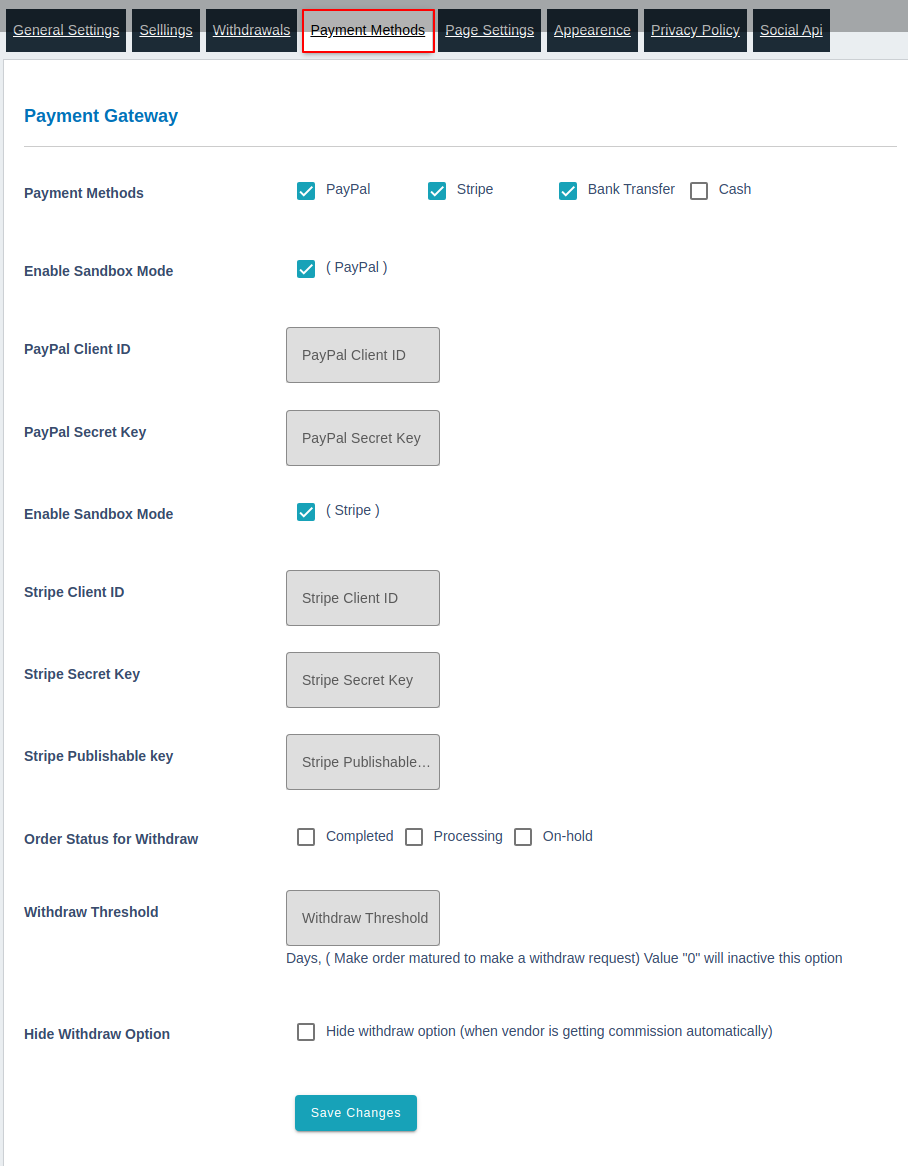 General Settings Selllings Withdrawals Payment Methods Page Settings Appearence Privacy Policy Social Api
Payment Gateway
Payment Methods PayPal Stripe Bank Transfer Cash
Enable Sandbox Mode ( PayPal )
PayPal Client ID PayPal Client ID
PayPal Secret Key PayPal Secret Key
Enable Sandbox Mode ( Stripe )
Stripe Client ID Stripe Client ID
Stripe Secret Key Stripe Secret Key
Stripe Publishable key Stripe Publishable…
Order Status for Withdraw Completed Processing On-hold
Withdraw Threshold Withdraw Threshold
Days, ( Make order matured to make a withdraw request) Value "0" will inactive this option
Hide Withdraw Option Hide withdraw option (when vendor is getting commission automatically)
Save Changes